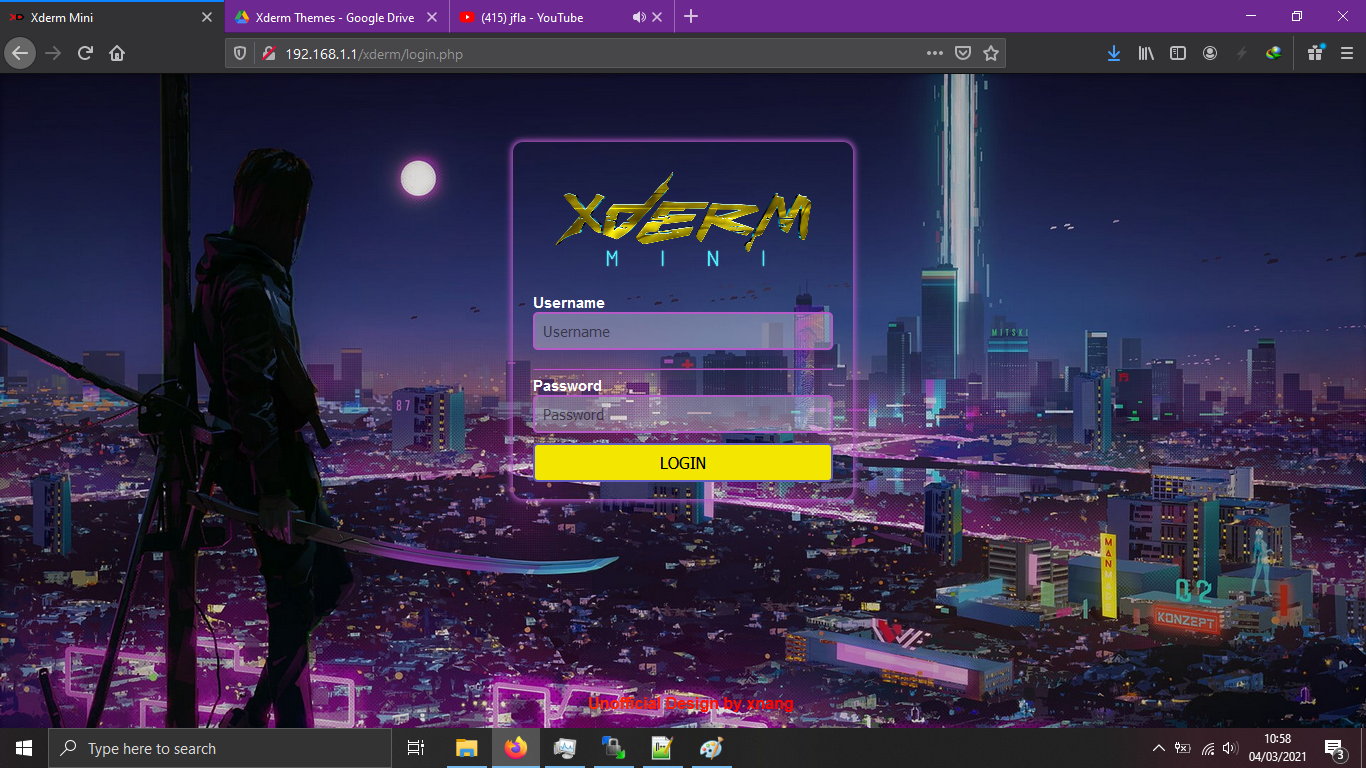 Xderm Mini
Xderm Themes - Google Drive
(415) jfla - YouTube
192.168.1.1/xderm/login.php
XDERM
MINI
Username
Username
Password
Password
LOGIN
MITSKI
87
02
KONZEPT
Unofficial Design by xnang
Type here to search
10:58
04/03/2021
3